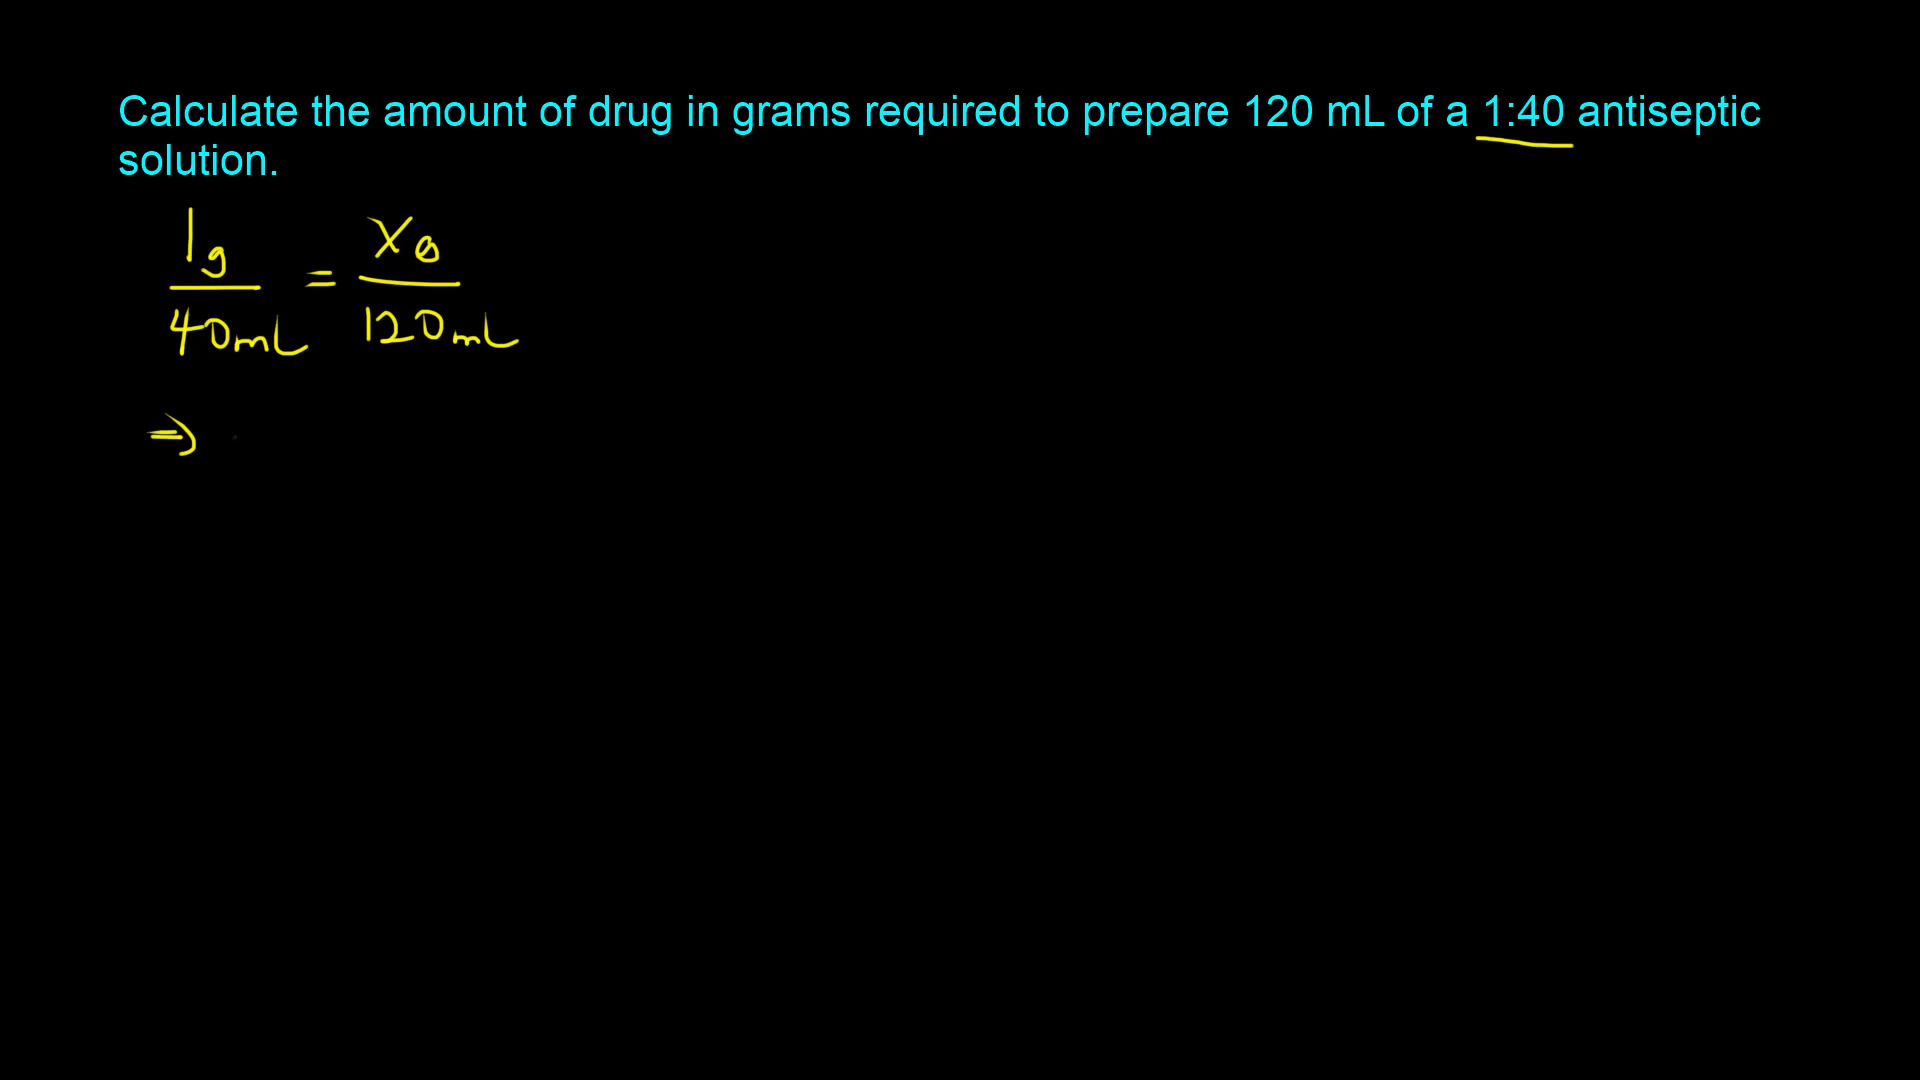 Calculate the amount of drug in grams required to prepare 120 mL of a 1:40 antiseptic
solution.
1g = Xg
40mL 120mL
⇒